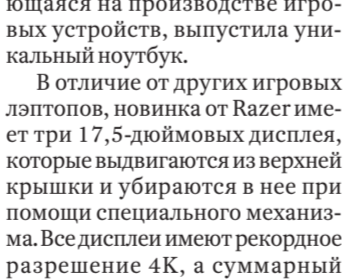 ющаяся на производстве игро-
вых устройств, выпустила уни-
кальный ноутбук.
В отличие от других игровых
лэптопов, новинка от Razer име-
ет три 17,5-дюймовых дисплея,
которые выдвигаются из верхней
крышки и убираются в нее при
помощи специального механиз-
ма. Все дисплеи имеют рекордное
разрешение 4K, а суммарный